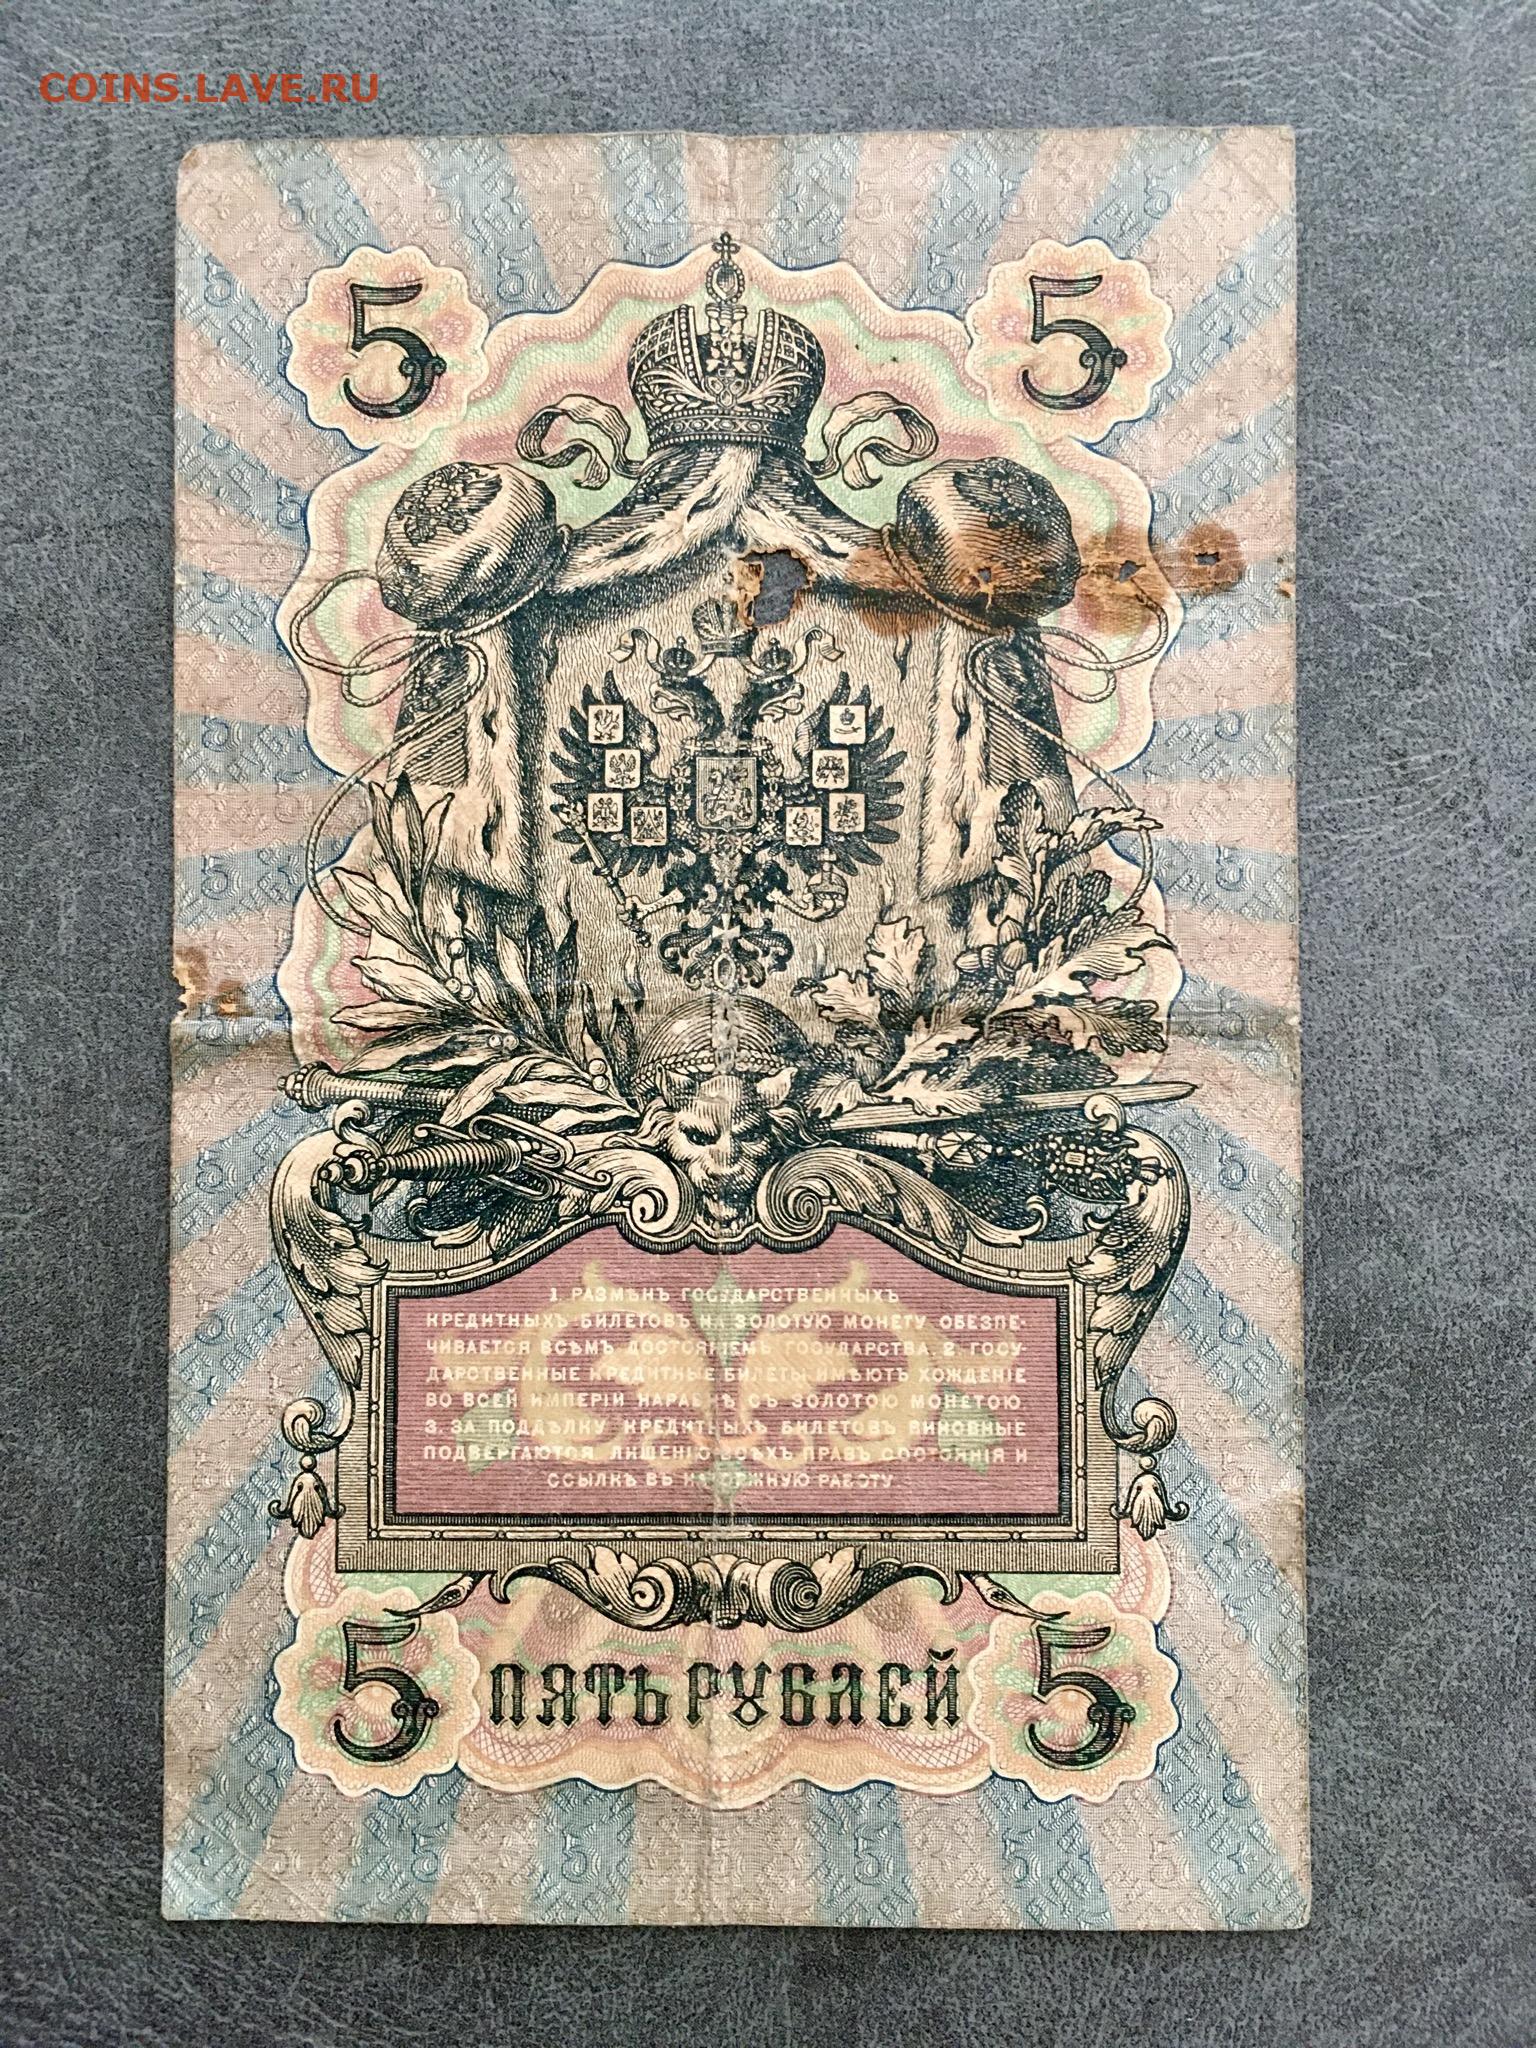 COINS.LAVE.RU
5 5
1. РАЗМѢНЪ ГОСУДАРСТВЕННЫХЪ
КРЕДИТНЫХЪ БИЛЕТОВЪ НА ЗОЛОТУЮ МОНЕТУ ОБЕЗПЕ-
ЧИВАЕТСЯ ВСѢМЪ ДОСТОЯНІЕМЪ ГОСУДАРСТВА. 2. ГОСУ-
ДАРСТВЕННЫЕ КРЕДИТНЫЕ БИЛЕТЫ ИМѢЮТЪ ХОЖДЕНІЕ
ВО ВСЕЙ ИМПЕРІИ НАРАВНѢ СЪ ЗОЛОТОЮ МОНЕТОЮ.
3. ЗА ПОДДѢЛКУ КРЕДИТНЫХЪ БИЛЕТОВЪ ВИНОВНЫЕ
ПОДВЕРГАЮТСЯ ЛИШЕНІЮ ВСѢХЪ ПРАВЪ СОСТОЯНІЯ И
ССЫЛКѢ ВЪ КАТОРЖНУЮ РАБОТУ.
5 ПЯТЬ РУБЛЕЙ 5